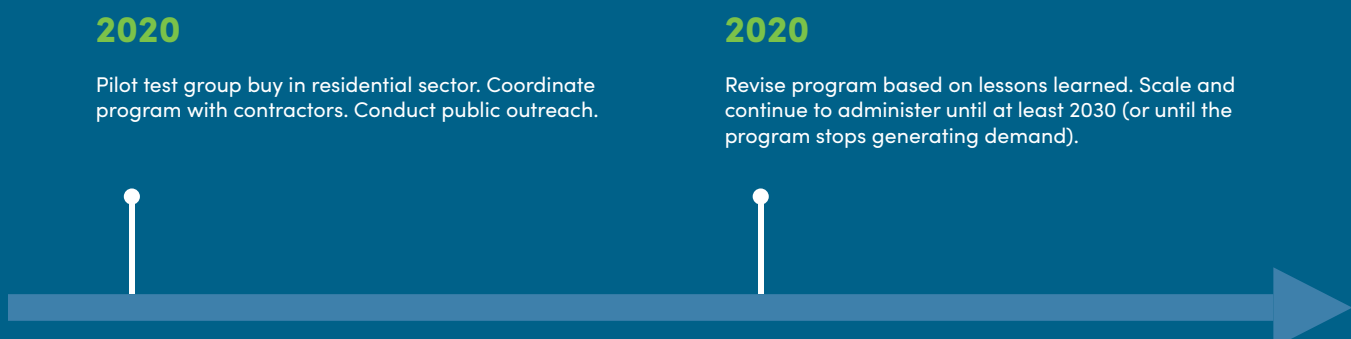 2020
Pilot test group buy in residential sector. Coordinate
program with contractors. Conduct public outreach.
2020
Revise program based on lessons learned. Scale and
continue to administer until at least 2030 (or until the
program stops generating demand).